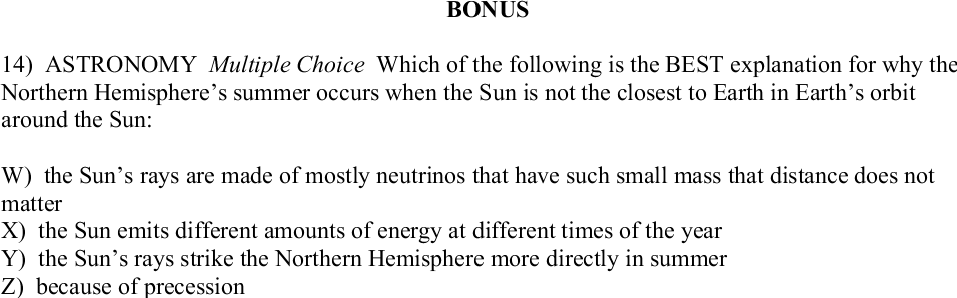 BONUS
14) ASTRONOMY Multiple Choice Which of the following is the BEST explanation for why the
Northern Hemisphere’s summer occurs when the Sun is not the closest to Earth in Earth’s orbit
around the Sun:
W) the Sun’s rays are made of mostly neutrinos that have such small mass that distance does not
matter
X) the Sun emits different amounts of energy at different times of the year
Y) the Sun’s rays strike the Northern Hemisphere more directly in summer
Z) because of precession